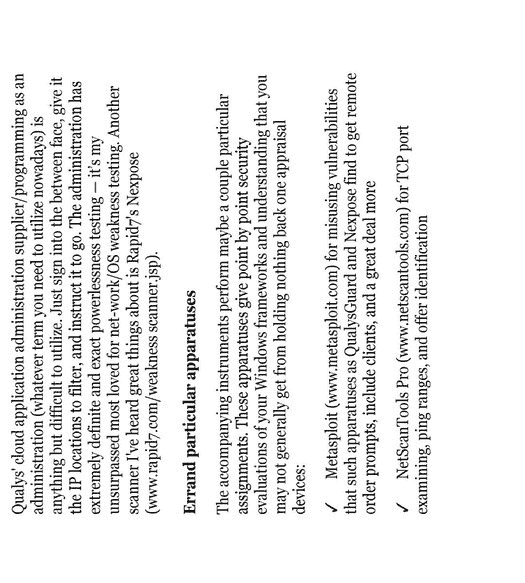 Qualys' cloud application administration supplier/programming as an
administration (whatever term you need to utilize nowadays) is
anything but difficult to utilize. Just sign into the between face, give it
the IP locations to filter, and instruct it to go. The administration has
extremely definite and exact powerlessness testing — it's my
unsurpassed most loved for net-work/OS weakness testing. Another
scanner I've heard great things about is Rapid7's Nexpose
(www.rapid7.com/weakness scanner.jsp).
Errand particular apparatuses
The accompanying instruments perform maybe a couple particular
assignments. These apparatuses give point by point security
evaluations of your Windows frameworks and understanding that you
may not generally get from holding nothing back one appraisal
devices:
✓ Metasploit (www.metasploit.com) for misusing vulnerabilities
that such apparatuses as QualysGuard and Nexpose find to get remote
order prompts, include clients, and a great deal more
✓ NetScanTools Pro (www.netscantools.com) for TCP port
examining, ping ranges, and offer identification